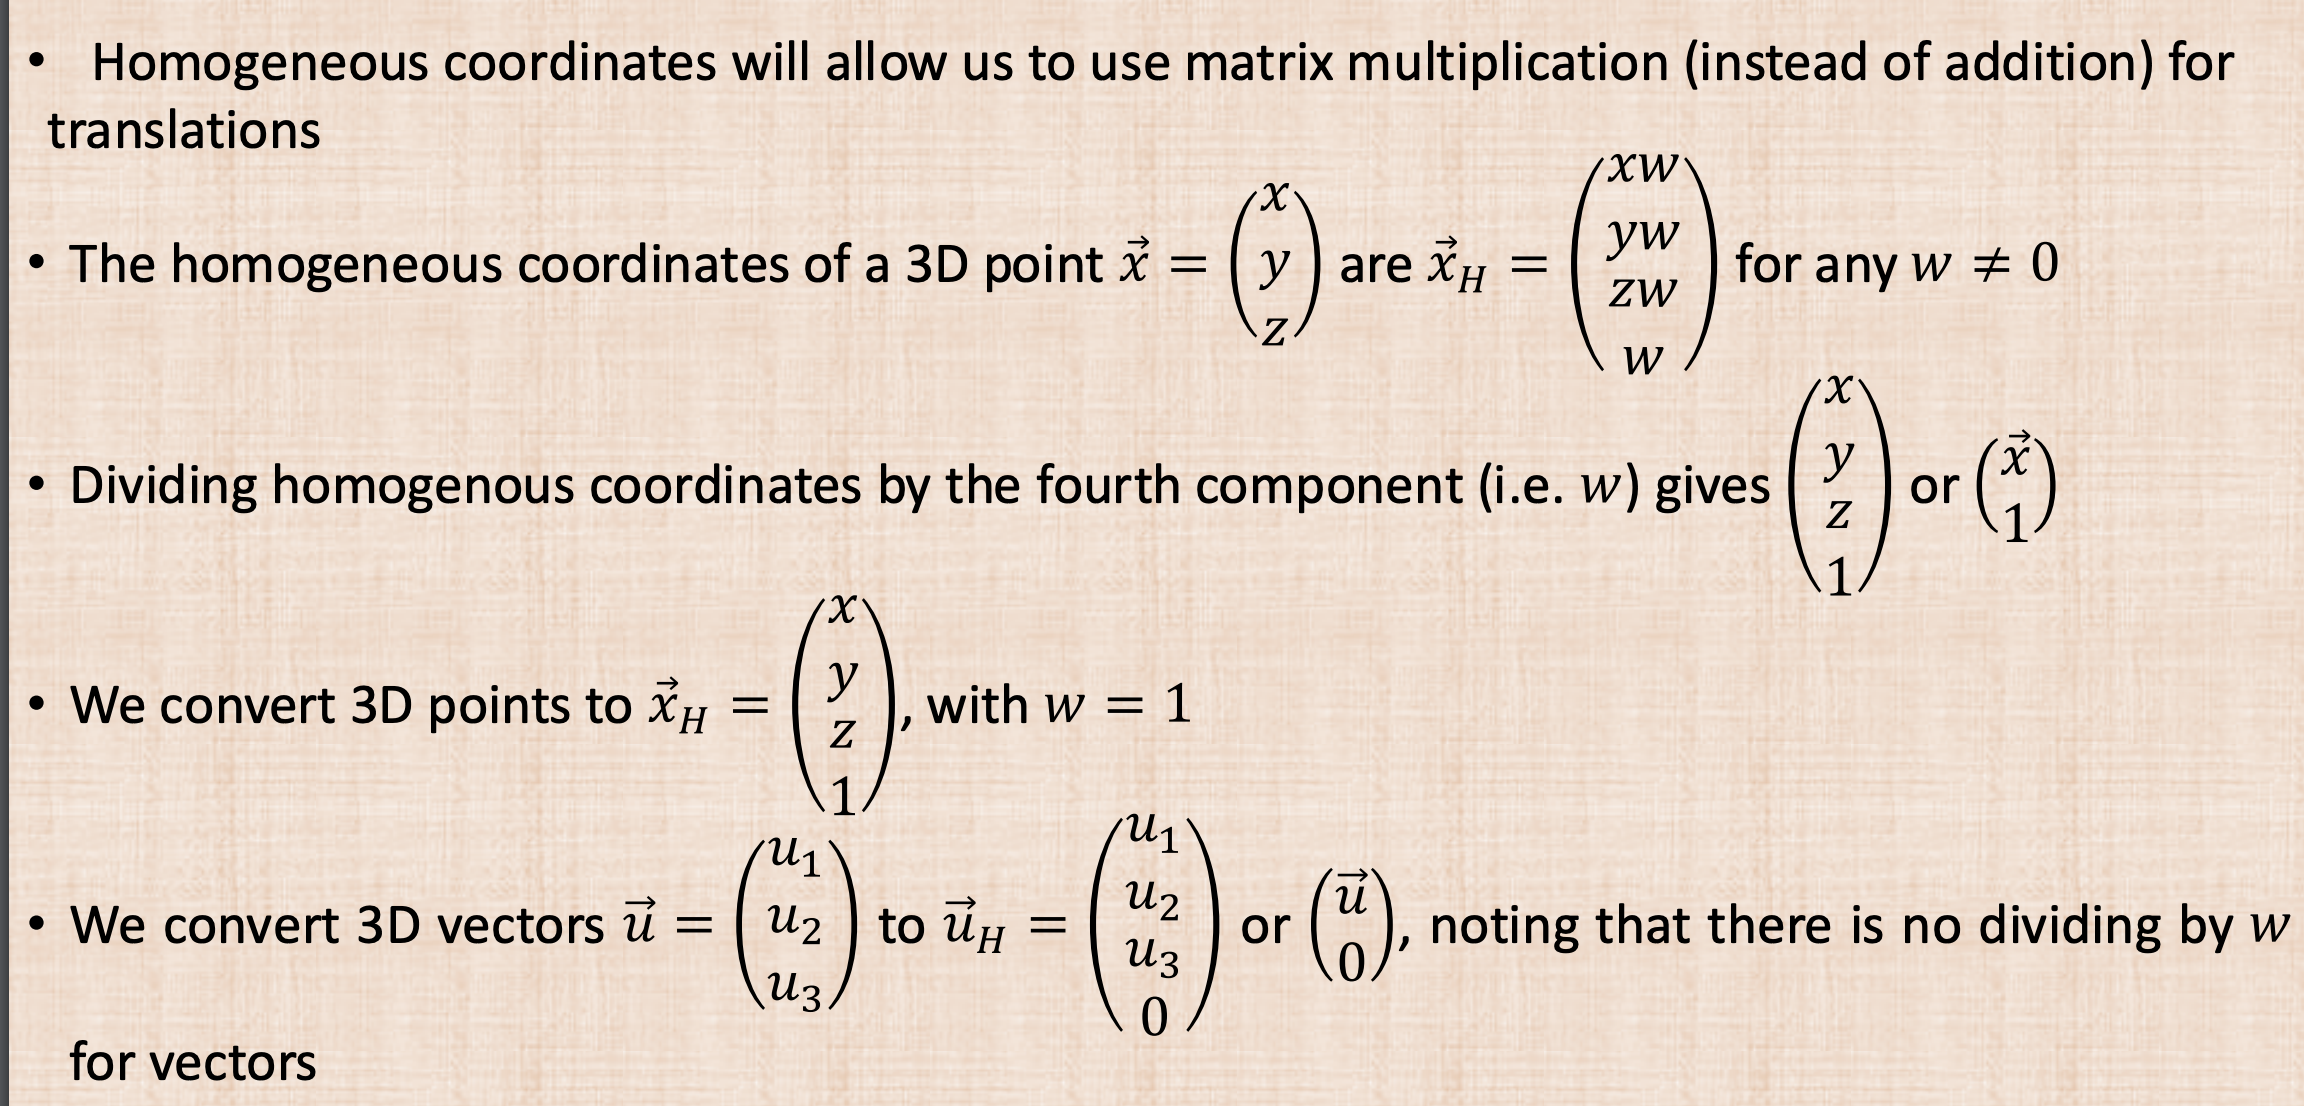 • Homogeneous coordinates will allow us to use matrix multiplication (instead of addition) for
translations
• The homogeneous coordinates of a 3D point $\vec{x} = \begin{pmatrix} x \\ y \\ z \end{pmatrix}$ are $\vec{x}_H = \begin{pmatrix} xw \\ yw \\ zw \\ w \end{pmatrix}$ for any $w \neq 0$
• Dividing homogenous coordinates by the fourth component (i.e. $w$) gives $\begin{pmatrix} x \\ y \\ z \\ 1 \end{pmatrix}$ or $\begin{pmatrix} \vec{x} \\ 1 \end{pmatrix}$
• We convert 3D points to $\vec{x}_H = \begin{pmatrix} x \\ y \\ z \\ 1 \end{pmatrix}$, with $w = 1$
• We convert 3D vectors $\vec{u} = \begin{pmatrix} u_1 \\ u_2 \\ u_3 \end{pmatrix}$ to $\vec{u}_H = \begin{pmatrix} u_1 \\ u_2 \\ u_3 \\ 0 \end{pmatrix}$ or $\begin{pmatrix} \vec{u} \\ 0 \end{pmatrix}$, noting that there is no dividing by $w$
for vectors